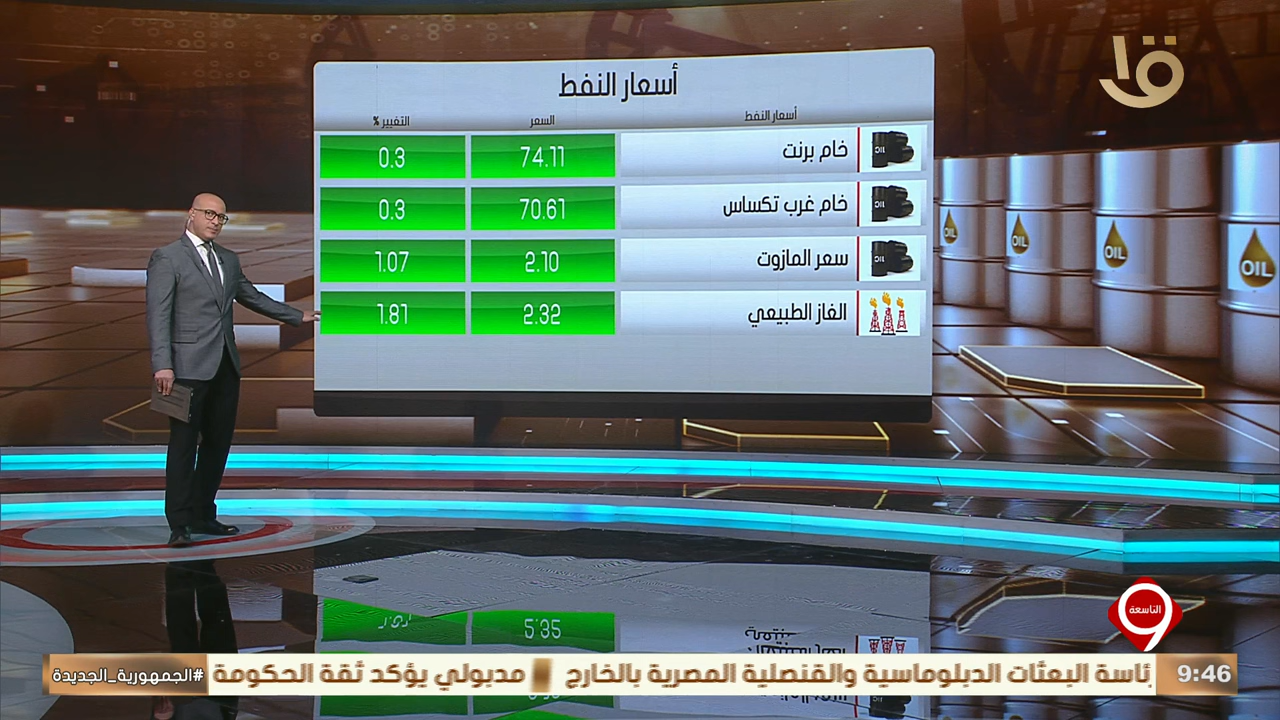 أسعار النفط
أسعار النفط السعر التغيير %
خام برنت 74.11 0.3
خام غرب تكساس 70.61 0.3
سعر المازوت 2.10 1.07
الغاز الطبيعي 2.32 1.81
OIL OIL OIL OIL
التاسعة
9
9:46 ئاسة البعثات الدبلوماسية والقنصلية المصرية بالخارج مدبولي يؤكد ثقة الحكومة #الجمهورية_الجديدة